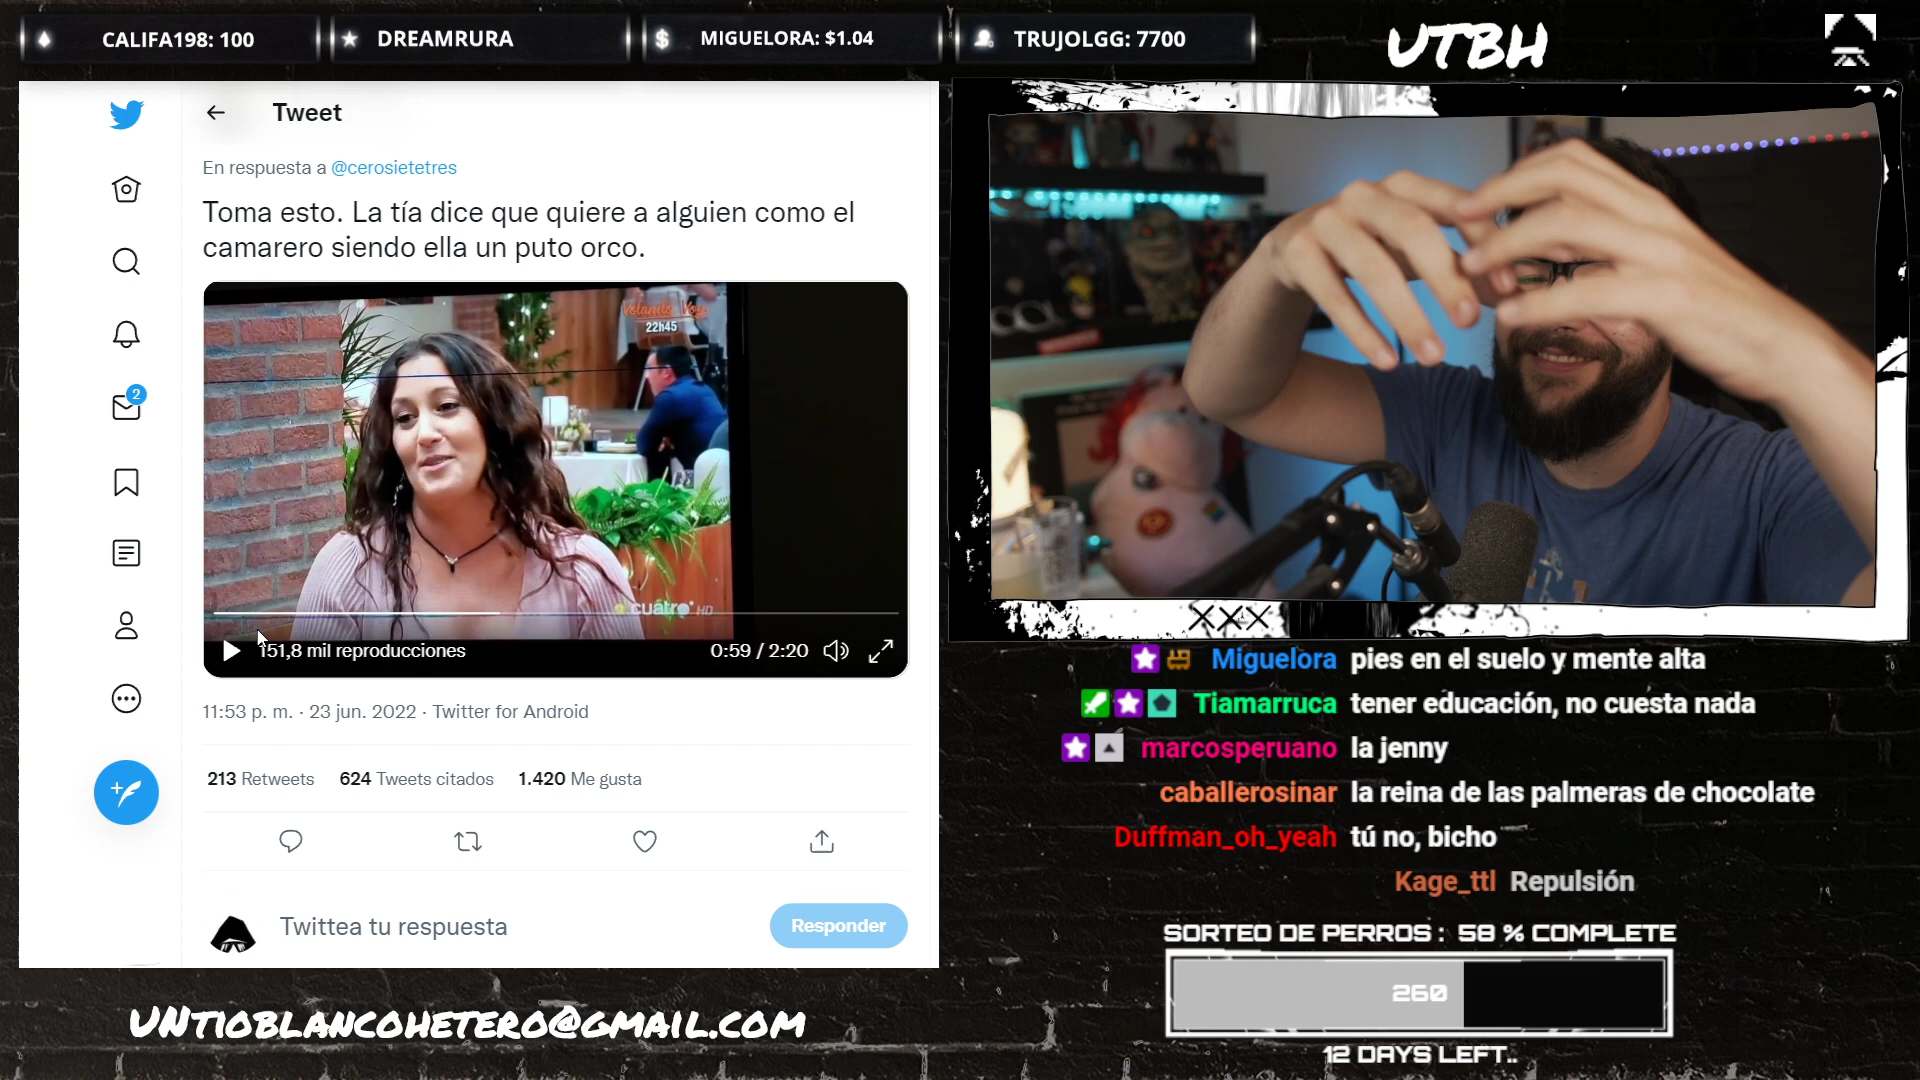 CALIFA198: 100
DREAMRURA
MIGUELORA: $1.04
TRUJOLGG: 7700
UTBH
Tweet
En respuesta a @cerosietetres
Toma esto. La tía dice que quiere a alguien como el
camarero siendo ella un puto orco.
Volando Voy
22h45
cuatro HD
151,8 mil reproducciones
0:59 / 2:20
2
11:53 p. m. · 23 jun. 2022 · Twitter for Android
213 Retweets 624 Tweets citados 1.420 Me gusta
Twittea tu respuesta
Responder
XXX
Miguelora pies en el suelo y mente alta
Tiamarruca tener educación, no cuesta nada
marcosperuano la jenny
caballerosinar la reina de las palmeras de chocolate
Duffman_oh_yeah tú no, bicho
Kage_ttl Repulsión
SORTEO DE PERROS : 58 % COMPLETE
260
12 DAYS LEFT..
UNTIOBLANCOHETERO@GMAIL.COM